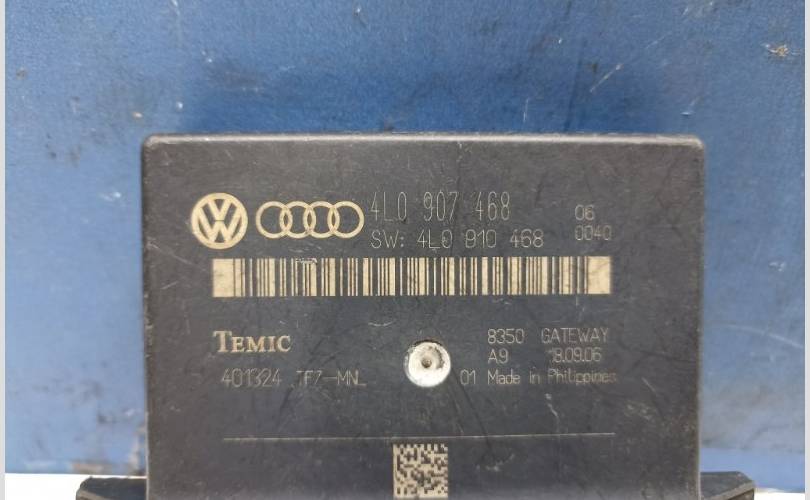 4L0 907 468 06
SW: 4L0 910 468 0040
TEMIC 8350 GATEWAY
A9 18.09.06
401324 01 Made in Philippines